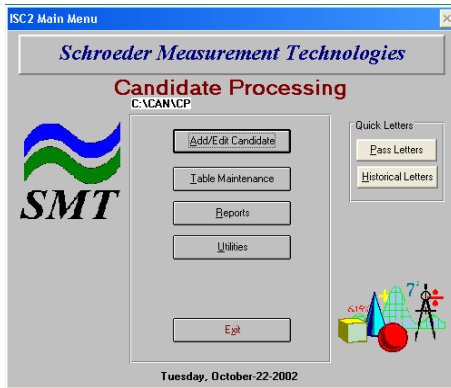 ISC2 Main Menu
Schroeder Measurement Technologies
Candidate Processing
C:\CAN\CP
Add/Edit Candidate
Table Maintenance
Reports
Utilities
Exit
Quick Letters
Pass Letters
Historical Letters
SMT
Tuesday, October-22-2002